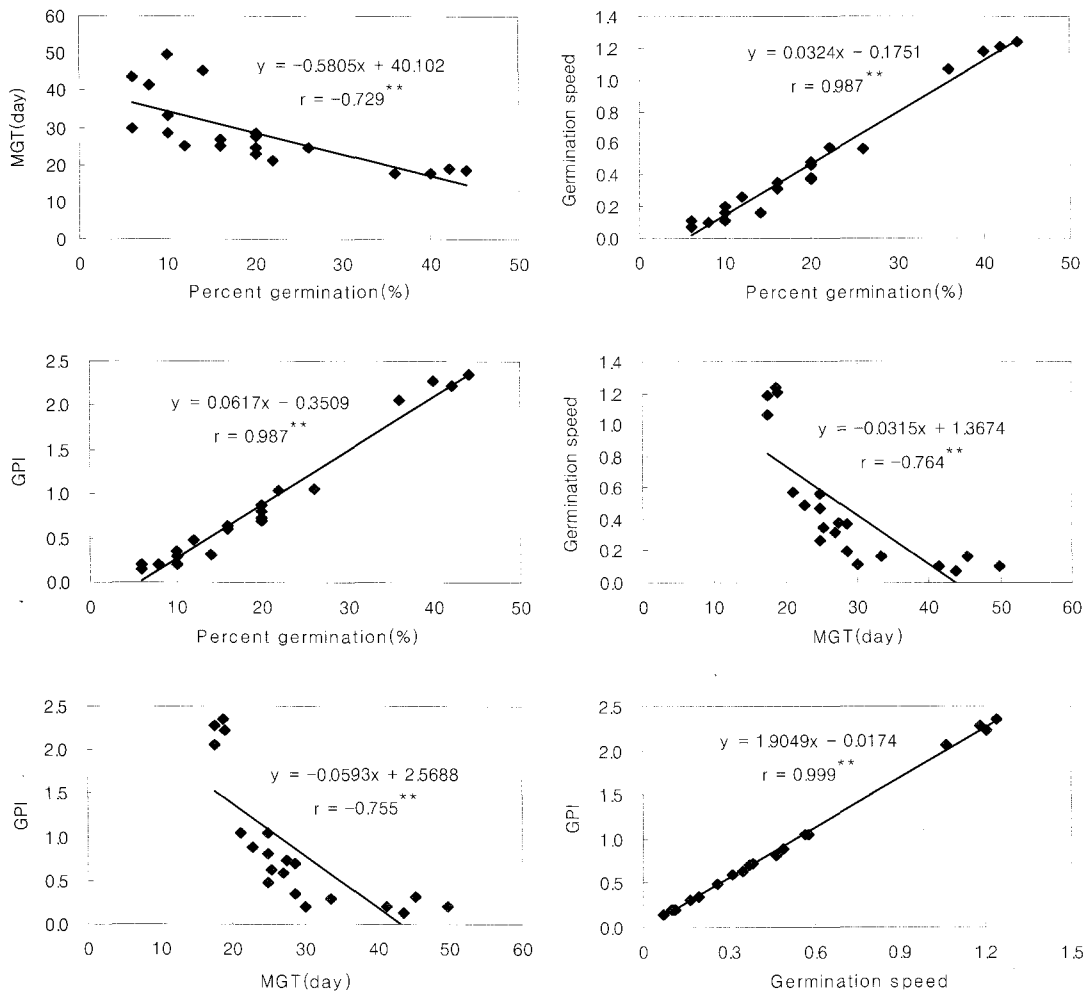 MGT(day)
60
50
40
30
20
10
0
y = −0.5805x + 40.102
r = −0.729**
0 10 20 30 40 50
Percent germination(%)
Germination speed
1.4
1.2
1.0
0.8
0.6
0.4
0.2
0.0
y = 0.0324x − 0.1751
r = 0.987**
0 10 20 30 40 50
Percent germination(%)
GPI
2.5
2.0
1.5
1.0
0.5
0.0
y = 0.0617x − 0.3509
r = 0.987**
0 10 20 30 40 50
Percent germination(%)
Germination speed
1.4
1.2
1.0
0.8
0.6
0.4
0.2
0.0
y = −0.0315x + 1.3674
r = −0.764**
0 10 20 30 40 50 60
MGT(day)
GPI
2.5
2.0
1.5
1.0
0.5
0.0
y = −0.0593x + 2.5688
r = −0.755**
0 10 20 30 40 50 60
MGT(day)
GPI
2.5
2.0
1.5
1.0
0.5
0.0
y = 1.9049x − 0.0174
r = 0.999**
0 0.3 0.6 0.9 1.2 1.5
Germination speed